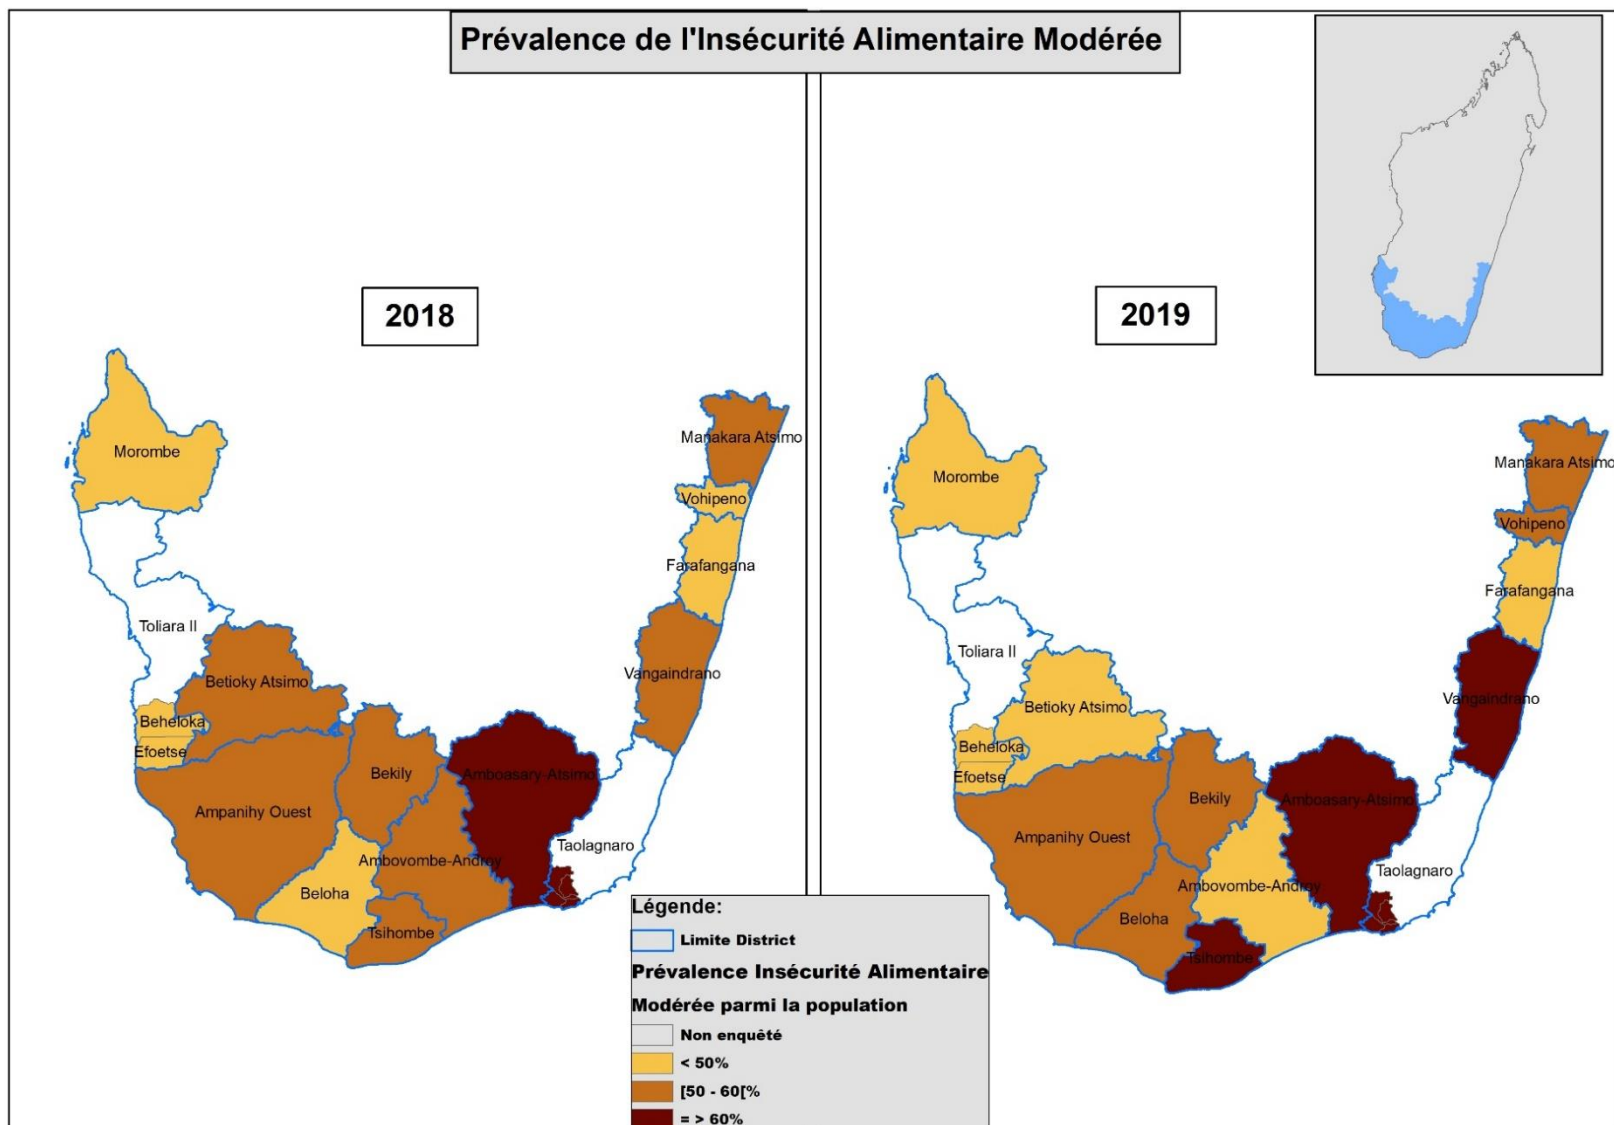 Prévalence de l'Insécurité Alimentaire Modérée
2018
Morombe
Manakara Atsimo
Vohipeno
Farafangana
Toliara II
Vangaindrano
Betioky Atsimo
Beheloka
Efoetse
Bekily
Amboasary-Atsimo
Ampanihy Ouest
Taolagnaro
Ambovombe-Androy
Beloha
Tsihombe
2019
Morombe
Manakara Atsimo
Vohipeno
Farafangana
Toliara II
Vangaindrano
Betioky Atsimo
Beheloka
Efoetse
Bekily
Amboasary-Atsimo
Ampanihy Ouest
Taolagnaro
Ambovombe-Androy
Beloha
Tsihombe
Légende:
Limite District
Prévalence Insécurité Alimentaire
Modérée parmi la population
Non enquêté
< 50%
[50 - 60[%
= > 60%